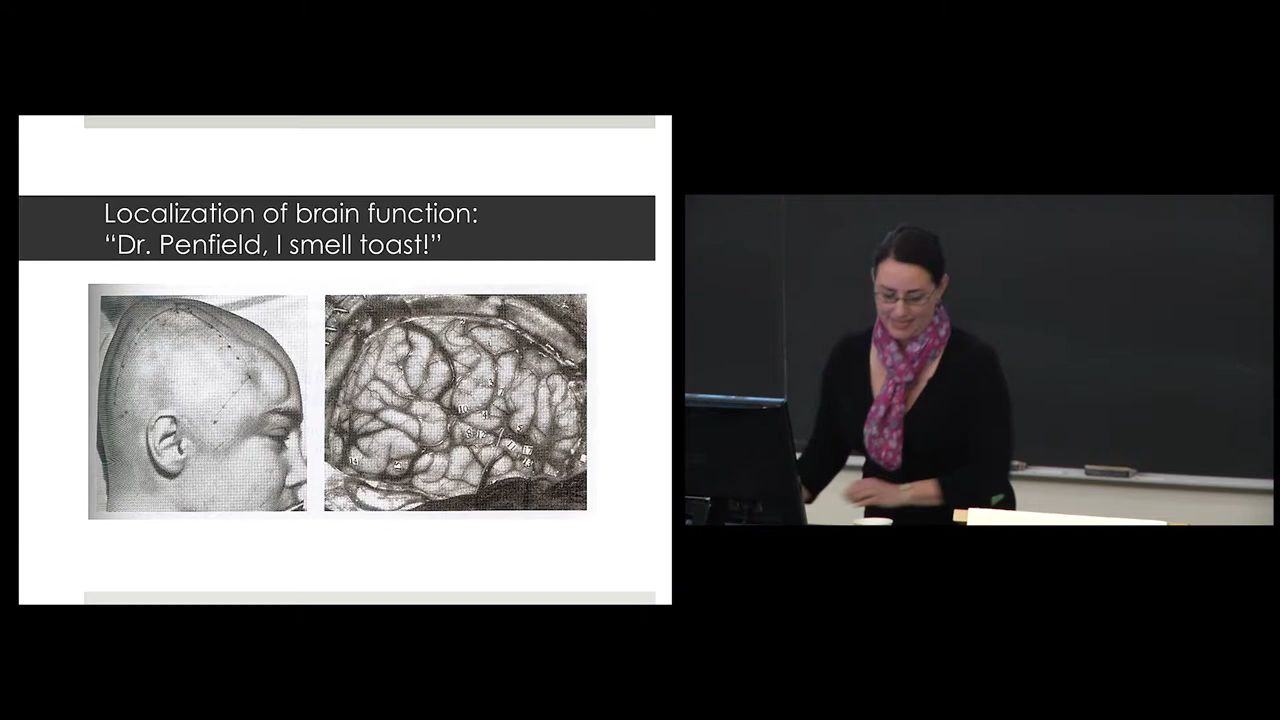 Localization of brain function:
“Dr. Penfield, I smell toast!”